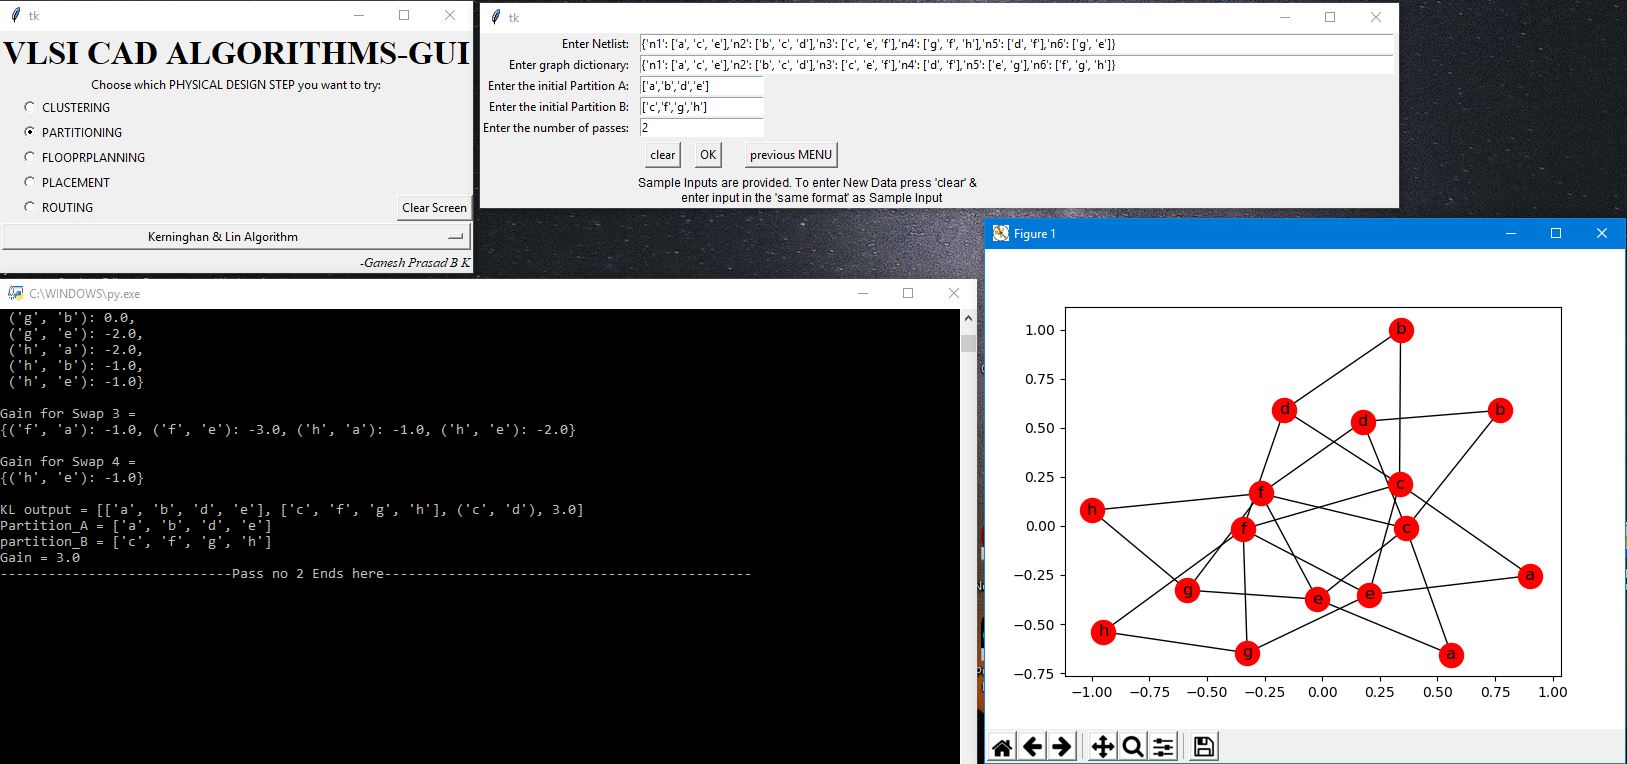 tk
VLSI CAD ALGORITHMS-GUI
Choose which PHYSICAL DESIGN STEP you want to try:
CLUSTERING
PARTITIONING
FLOOPRPLANNING
PLACEMENT
ROUTING
Clear Screen
Kerninghan & Lin Algorithm
-Ganesh Prasad B K
tk
Enter Netlist: {'n1': ['a', 'c', 'e'],'n2': ['b', 'c', 'd'],'n3': ['c', 'e', 'f'],'n4': ['g', 'f', 'h'],'n5': ['d', 'f'],'n6': ['g', 'e']}
Enter graph dictionary: {'n1': ['a', 'c', 'e'],'n2': ['b', 'c', 'd'],'n3': ['c', 'e', 'f'],'n4': ['d', 'f'],'n5': ['e', 'g'],'n6': ['f', 'g', 'h']}
Enter the initial Partition A: ['a','b','d','e']
Enter the initial Partition B: ['c','f','g','h']
Enter the number of passes: 2
clear OK previous MENU
Sample Inputs are provided. To enter New Data press 'clear' &
enter input in the 'same format' as Sample Input
C:\WINDOWS\py.exe
('g', 'b'): 0.0,
('g', 'e'): -2.0,
('h', 'a'): -2.0,
('h', 'b'): -1.0,
('h', 'e'): -1.0}
Gain for Swap 3 =
{('f', 'a'): -1.0, ('f', 'e'): -3.0, ('h', 'a'): -1.0, ('h', 'e'): -2.0}
Gain for Swap 4 =
{('h', 'e'): -1.0}
KL output = [['a', 'b', 'd', 'e'], ['c', 'f', 'g', 'h'], ('c', 'd'), 3.0]
Partition_A = ['a', 'b', 'd', 'e']
partition_B = ['c', 'f', 'g', 'h']
Gain = 3.0
-----------------------------Pass no 2 Ends here----------------------------------------------
Figure 1
1.00
0.75
0.50
0.25
0.00
−0.25
−0.50
−0.75
b
d
b
d
c
f
h
f
c
a
g
e
e
h
g
a
−1.00 −0.75 −0.50 −0.25 0.00 0.25 0.50 0.75 1.00